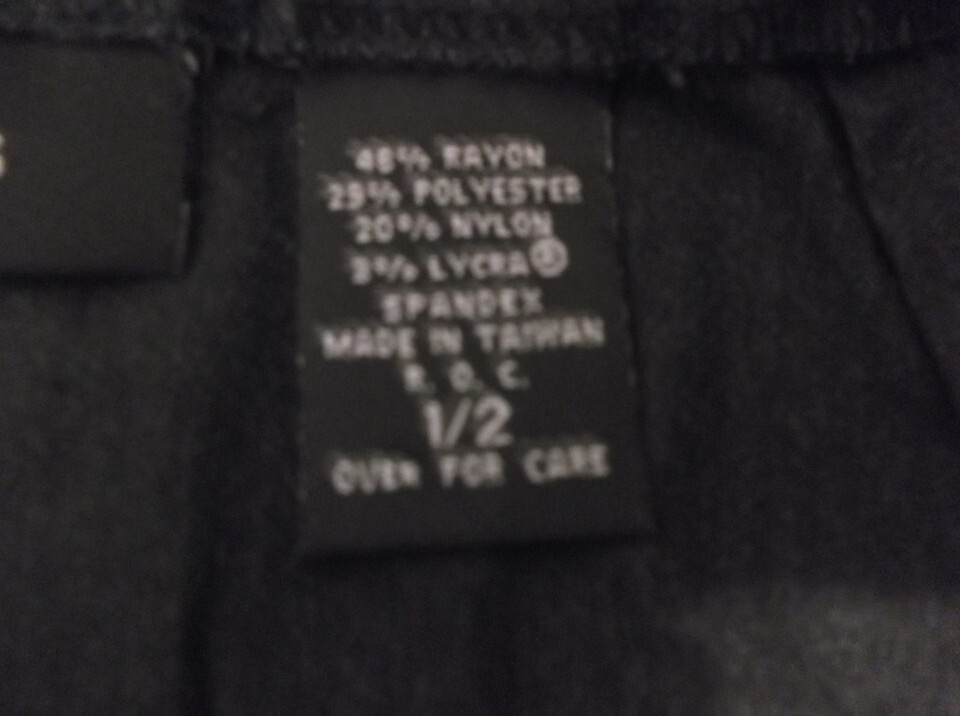 48% RAYON
29% POLYESTER
20% NYLON
3% LYCRA®
SPANDEX
MADE IN TAIWAN
R. O. C.
1/2
OVER FOR CARE